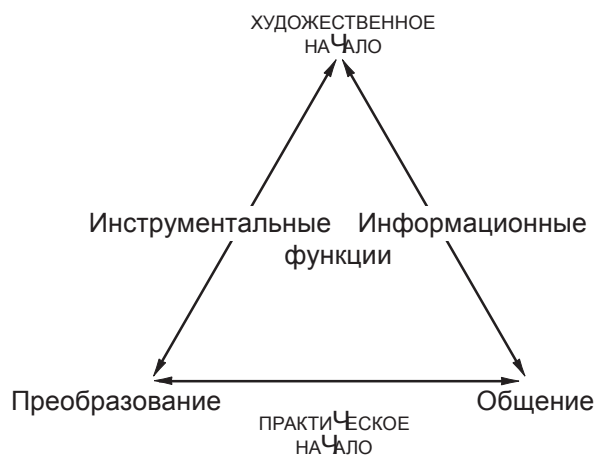 ХУДОЖЕСТВЕННОЕ
НАЧАЛО
Инструментальные Информационные
функции
Преобразование Общение
ПРАКТИЧЕСКОЕ
НАЧАЛО